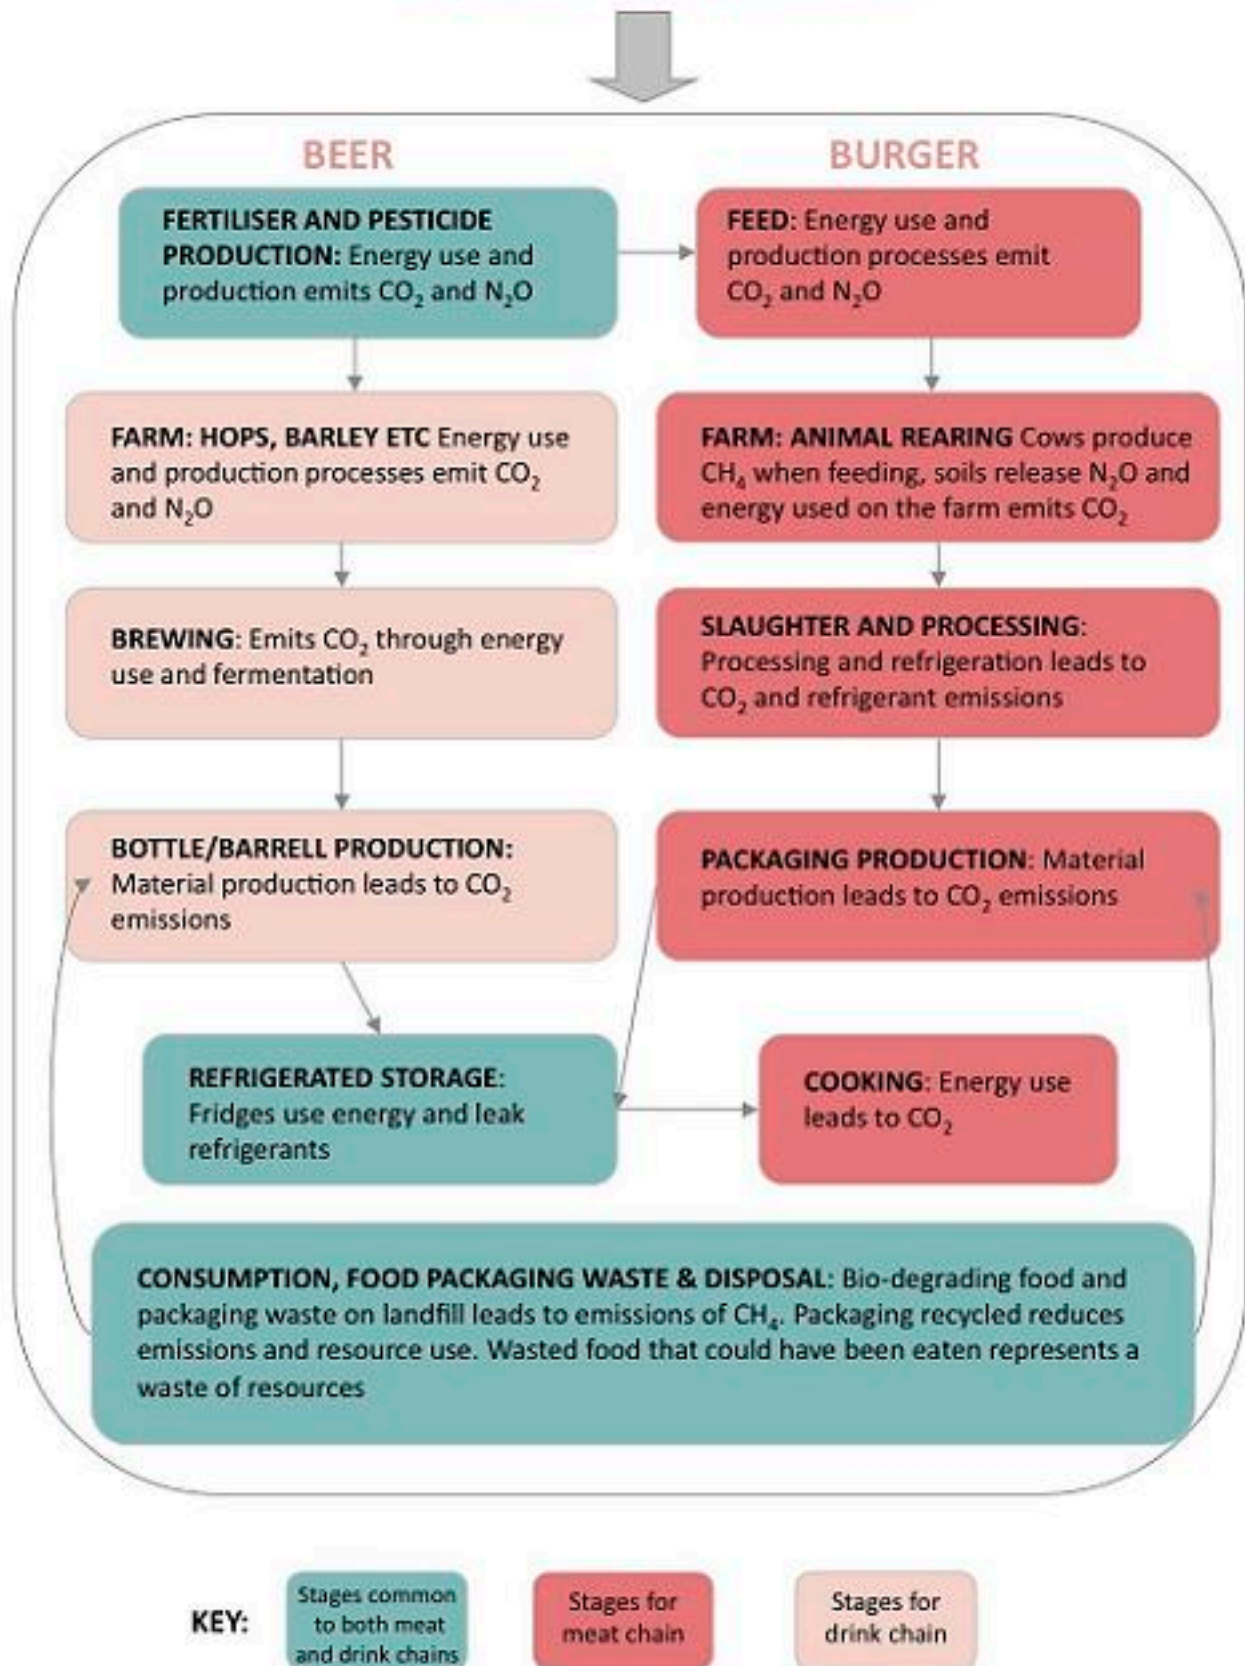 BEER
BURGER
FERTILISER AND PESTICIDE
PRODUCTION: Energy use and
production emits CO₂ and N₂O
FEED: Energy use and
production processes emit
CO₂ and N₂O
FARM: HOPS, BARLEY ETC Energy use
and production processes emit CO₂
and N₂O
FARM: ANIMAL REARING Cows produce
CH₄ when feeding, soils release N₂O and
energy used on the farm emits CO₂
BREWING: Emits CO₂ through energy
use and fermentation
SLAUGHTER AND PROCESSING:
Processing and refrigeration leads to
CO₂ and refrigerant emissions
BOTTLE/BARRELL PRODUCTION:
Material production leads to CO₂
emissions
PACKAGING PRODUCTION: Material
production leads to CO₂ emissions
REFRIGERATED STORAGE:
Fridges use energy and leak
refrigerants
COOKING: Energy use
leads to CO₂
CONSUMPTION, FOOD PACKAGING WASTE & DISPOSAL: Bio-degrading food and
packaging waste on landfill leads to emissions of CH₄. Packaging recycled reduces
emissions and resource use. Wasted food that could have been eaten represents a
waste of resources
KEY:
Stages common
to both meat
and drink chains
Stages for
meat chain
Stages for
drink chain